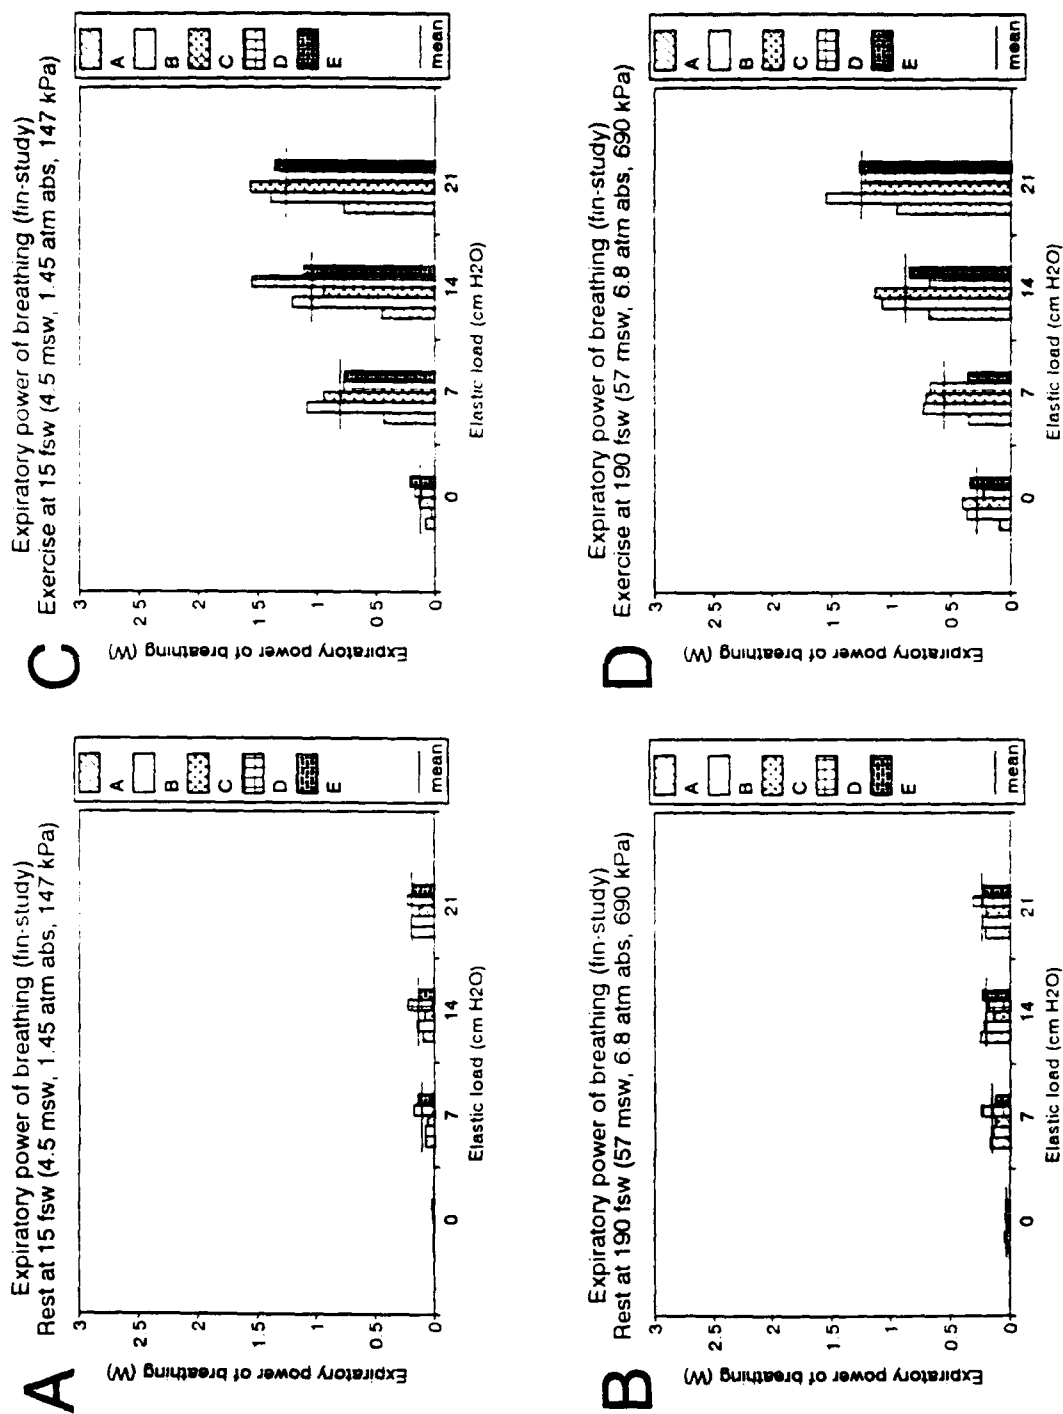 A
Expiratory power of breathing (fin-study)
Rest at 15 fsw (4.5 msw, 1.45 atm abs, 147 kPa)
Expiratory power of breathing (W)
3
2 5
2
1.5
1
0 5
0
0
7
14
21
Elastic load (cm H2O)
A
B
C
D
E
mean
C
Expiratory power of breathing (fin-study)
Exercise at 15 fsw (4.5 msw, 1.45 atm abs, 147 kPa)
Expiratory power of breathing (W)
3
2 5
2
1 5
1
0 5
0
0
7
14
21
Elastic load (cm H2O)
A
B
C
D
E
mean
B
Expiratory power of breathing (fin-study)
Rest at 190 fsw (57 msw, 6.8 atm abs, 690 kPa)
Expiratory power of breathing (W)
3
2 5
2
1.5
1
0 5
0
0
7
14
21
Elastic load (cm H2O)
A
B
C
D
E
mean
D
Expiratory power of breathing (fin-study)
Exercise at 190 fsw (57 msw, 6.8 atm abs, 690 kPa)
Expiratory power of breathing (W)
3
2 5
2
1 5
1
0 5
0
0
7
14
21
Elastic load (cm H2O)
A
B
C
D
E
mean